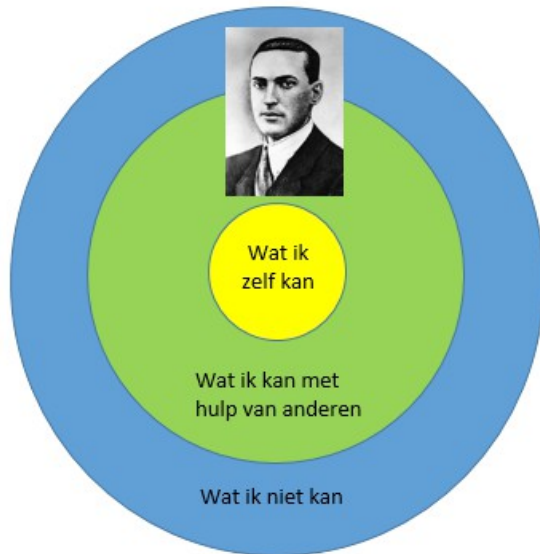 Wat ik
zelf kan
Wat ik kan met
hulp van anderen
Wat ik niet kan